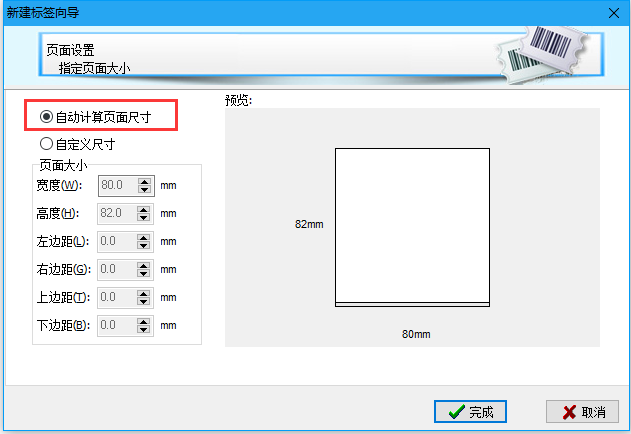 新建标签向导
页面设置
指定页面大小
自动计算页面尺寸
自定义尺寸
页面大小
宽度(W): 80.0 mm
高度(H): 82.0 mm
左边距(L): 0.0 mm
右边距(G): 0.0 mm
上边距(T): 0.0 mm
下边距(B): 0.0 mm
预览:
82mm
80mm
完成
取消